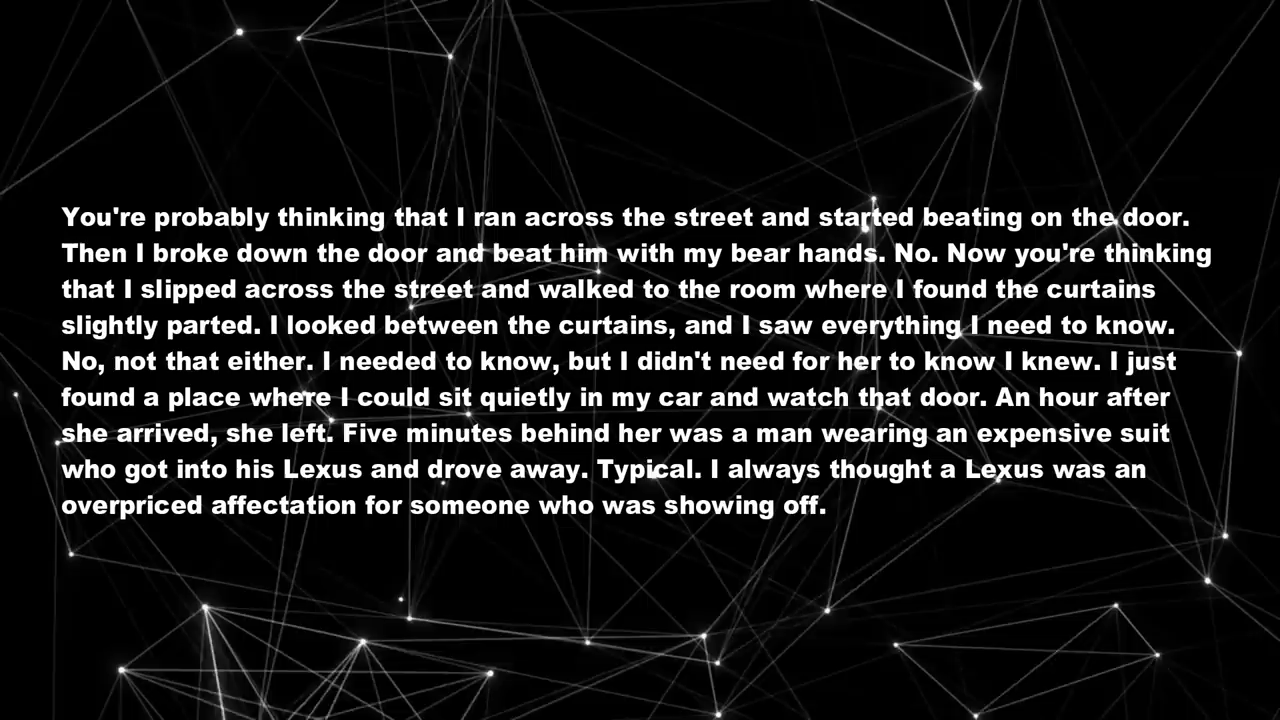 You're probably thinking that I ran across the street and started beating on the door.
Then I broke down the door and beat him with my bear hands. No. Now you're thinking
that I slipped across the street and walked to the room where I found the curtains
slightly parted. I looked between the curtains, and I saw everything I need to know.
No, not that either. I needed to know, but I didn't need for her to know I knew. I just
found a place where I could sit quietly in my car and watch that door. An hour after
she arrived, she left. Five minutes behind her was a man wearing an expensive suit
who got into his Lexus and drove away. Typical. I always thought a Lexus was an
overpriced affectation for someone who was showing off.